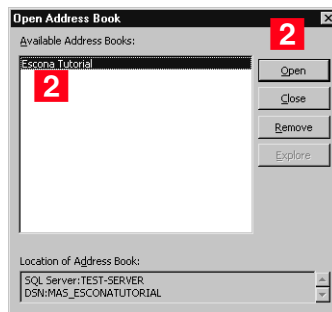 Open Address Book
2
Available Address Books:
Escona Tutorial
2
Open
Close
Remove
Explore
Location of Address Book:
SQL Server:TEST-SERVER
DSN:MAS_ESCONATUTORIAL